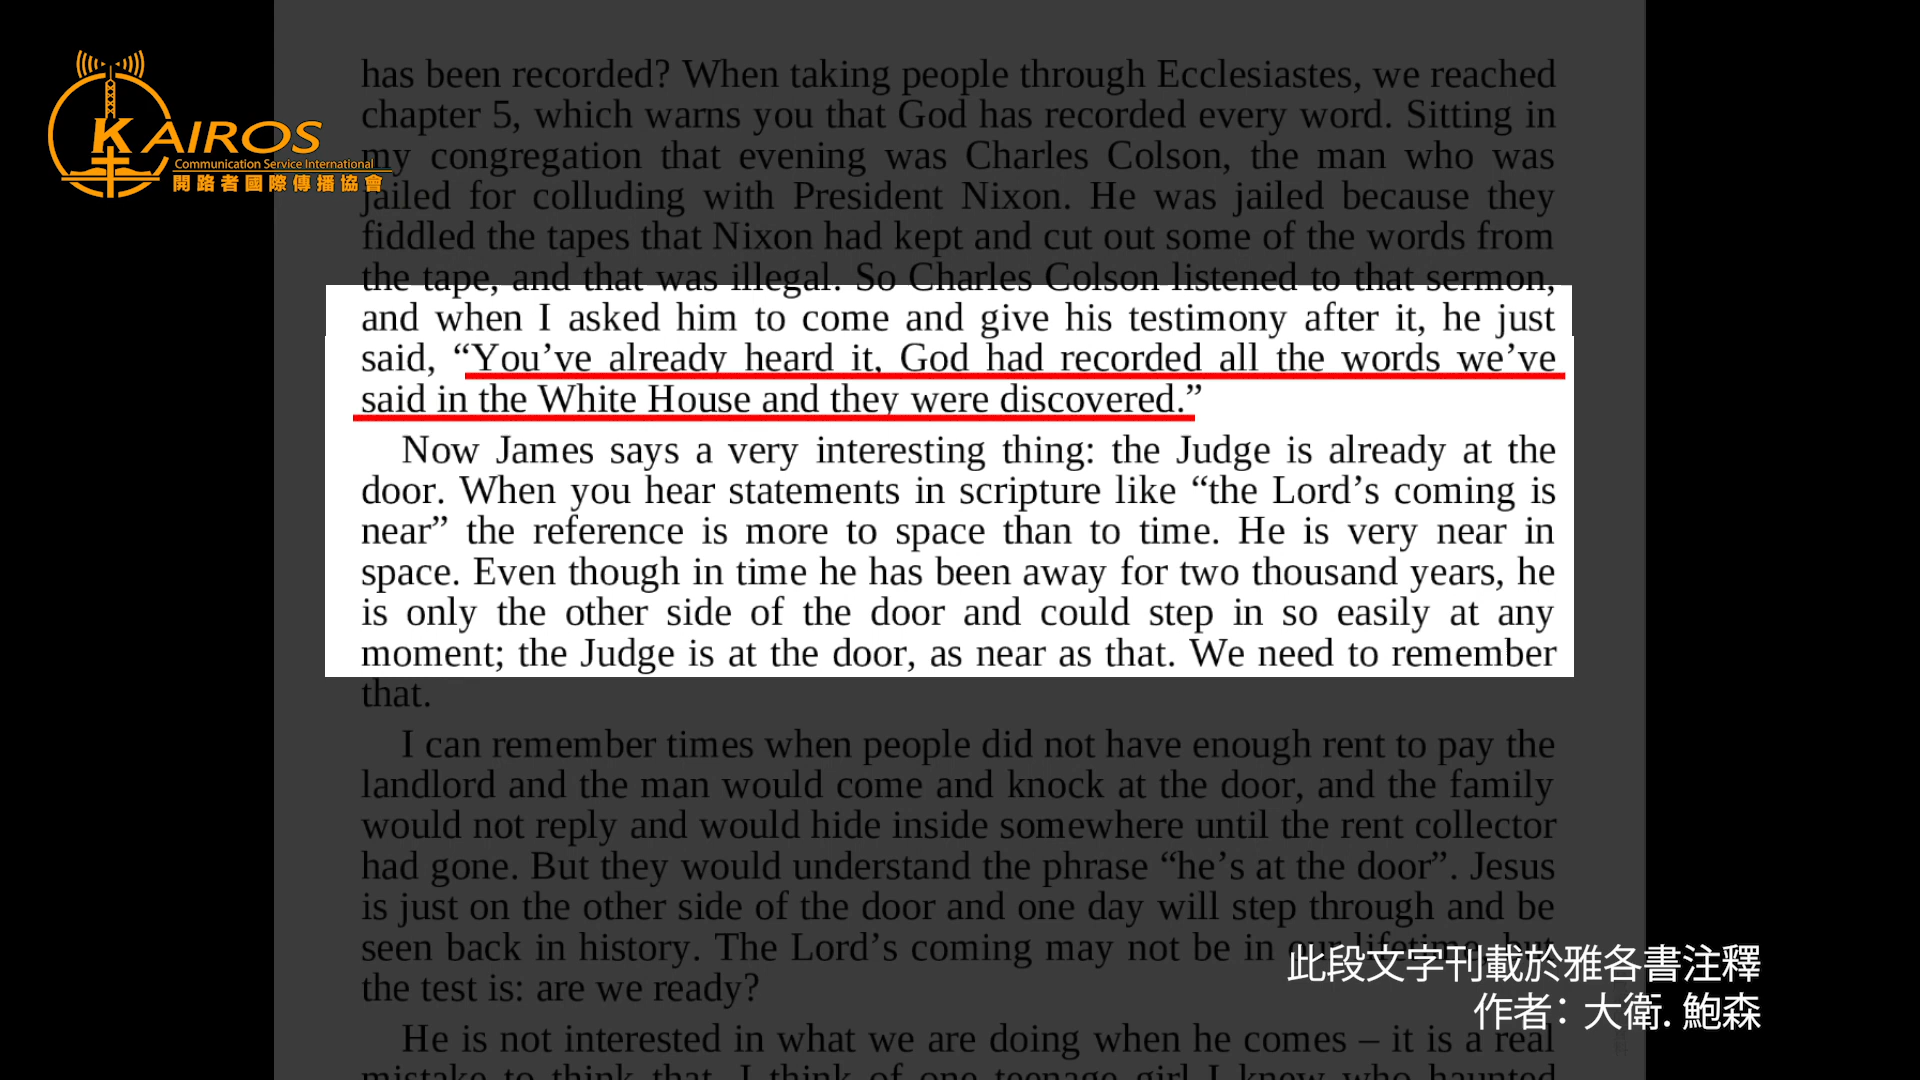 KAIROS
Communication Service International
開路者國際傳播協會
has been recorded? When taking people through Ecclesiastes, we reached
chapter 5, which warns you that God has recorded every word. Sitting in
my congregation that evening was Charles Colson, the man who was
jailed for colluding with President Nixon. He was jailed because they
fiddled the tapes that Nixon had kept and cut out some of the words from
the tape, and that was illegal. So Charles Colson listened to that sermon,
and when I asked him to come and give his testimony after it, he just
said, “You’ve already heard it, God had recorded all the words we’ve
said in the White House and they were discovered.”
Now James says a very interesting thing: the Judge is already at the
door. When you hear statements in scripture like “the Lord’s coming is
near” the reference is more to space than to time. He is very near in
space. Even though in time he has been away for two thousand years, he
is only the other side of the door and could step in so easily at any
moment; the Judge is at the door, as near as that. We need to remember
that.
I can remember times when people did not have enough rent to pay the
landlord and the man would come and knock at the door, and the family
would not reply and would hide inside somewhere until the rent collector
had gone. But they would understand the phrase “he’s at the door”. Jesus
is just on the other side of the door and one day will step through and be
seen back in history. The Lord’s coming may not be in our lifetime, but
the test is: are we ready?
He is not interested in what we are doing when he comes – it is a real
mistake to think that. I think of one teenage girl I knew who haunted
此段文字刊載於雅各書注釋
作者：大衛. 鮑森